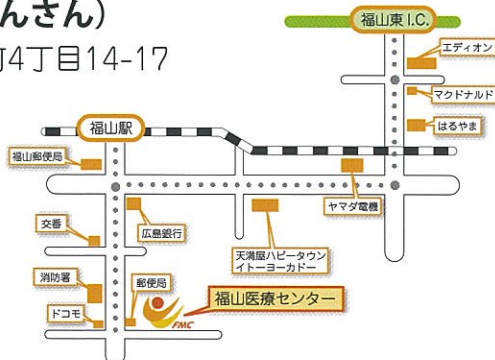 んさん)
町4丁目14-17
福山東I.C.
エディオン
マクドナルド
はるやま
福山駅
福山郵便局
ヤマダ電機
広島銀行
交番
天満屋ハピータウン
イトーヨーカドー
消防署
郵便局
福山医療センター
ドコモ
FMC